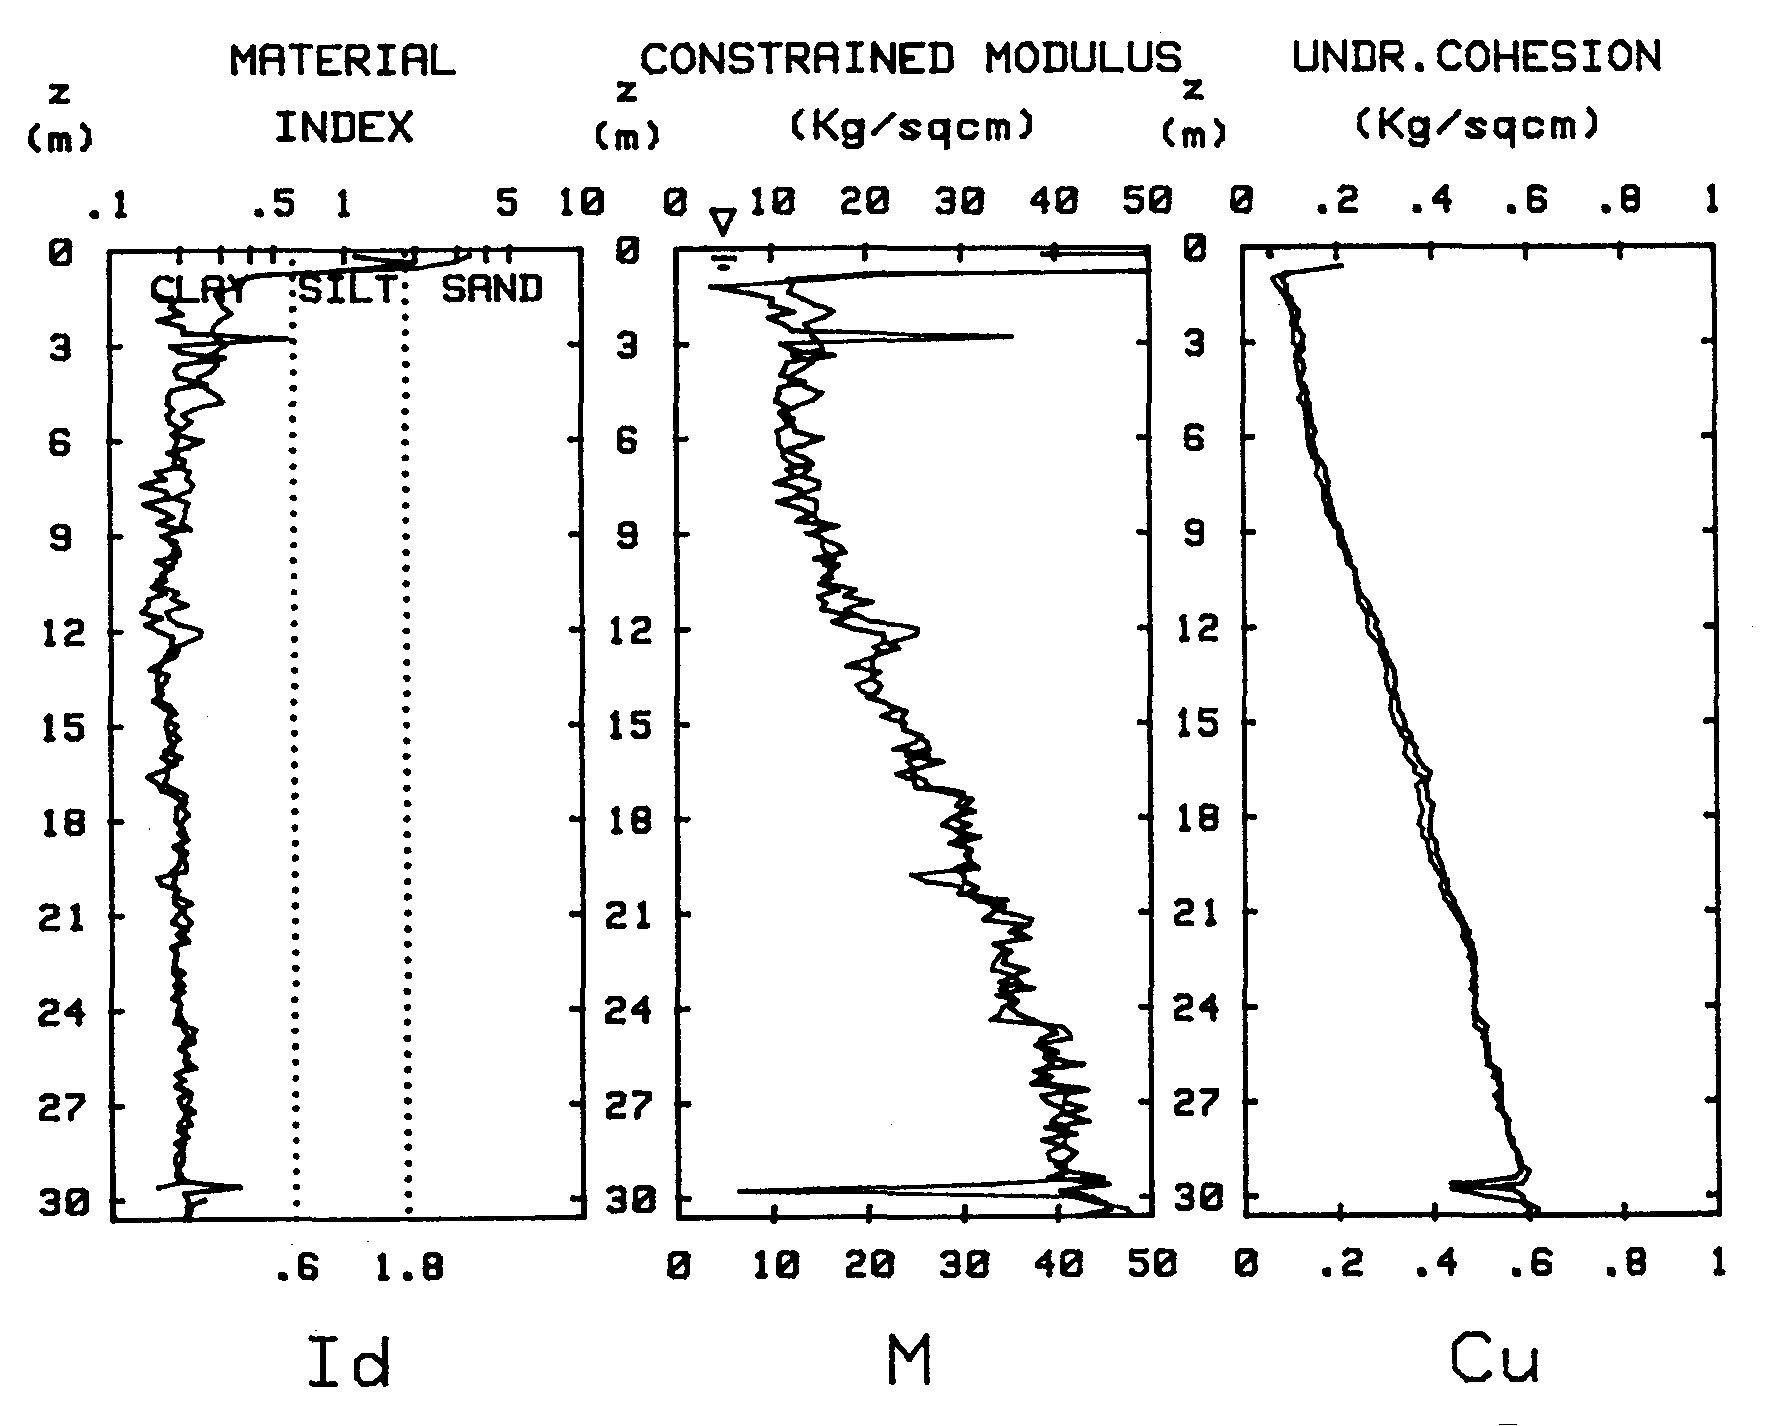 MATERIAL CONSTRAINED MODULUS UNDR.COHESION
z z z
(m) INDEX (m) (Kg/sqcm) (m) (Kg/sqcm)
.1 .5 1 5 10 0 10 20 30 40 50 0 .2 .4 .6 .8 1
0 0 0
CLAY SILT SAND
3 3 3
6 6 6
9 9 9
12 12 12
15 15 15
18 18 18
21 21 21
24 24 24
27 27 27
30 30 30
.6 1.8 0 10 20 30 40 50 0 .2 .4 .6 .8 1
Id M Cu